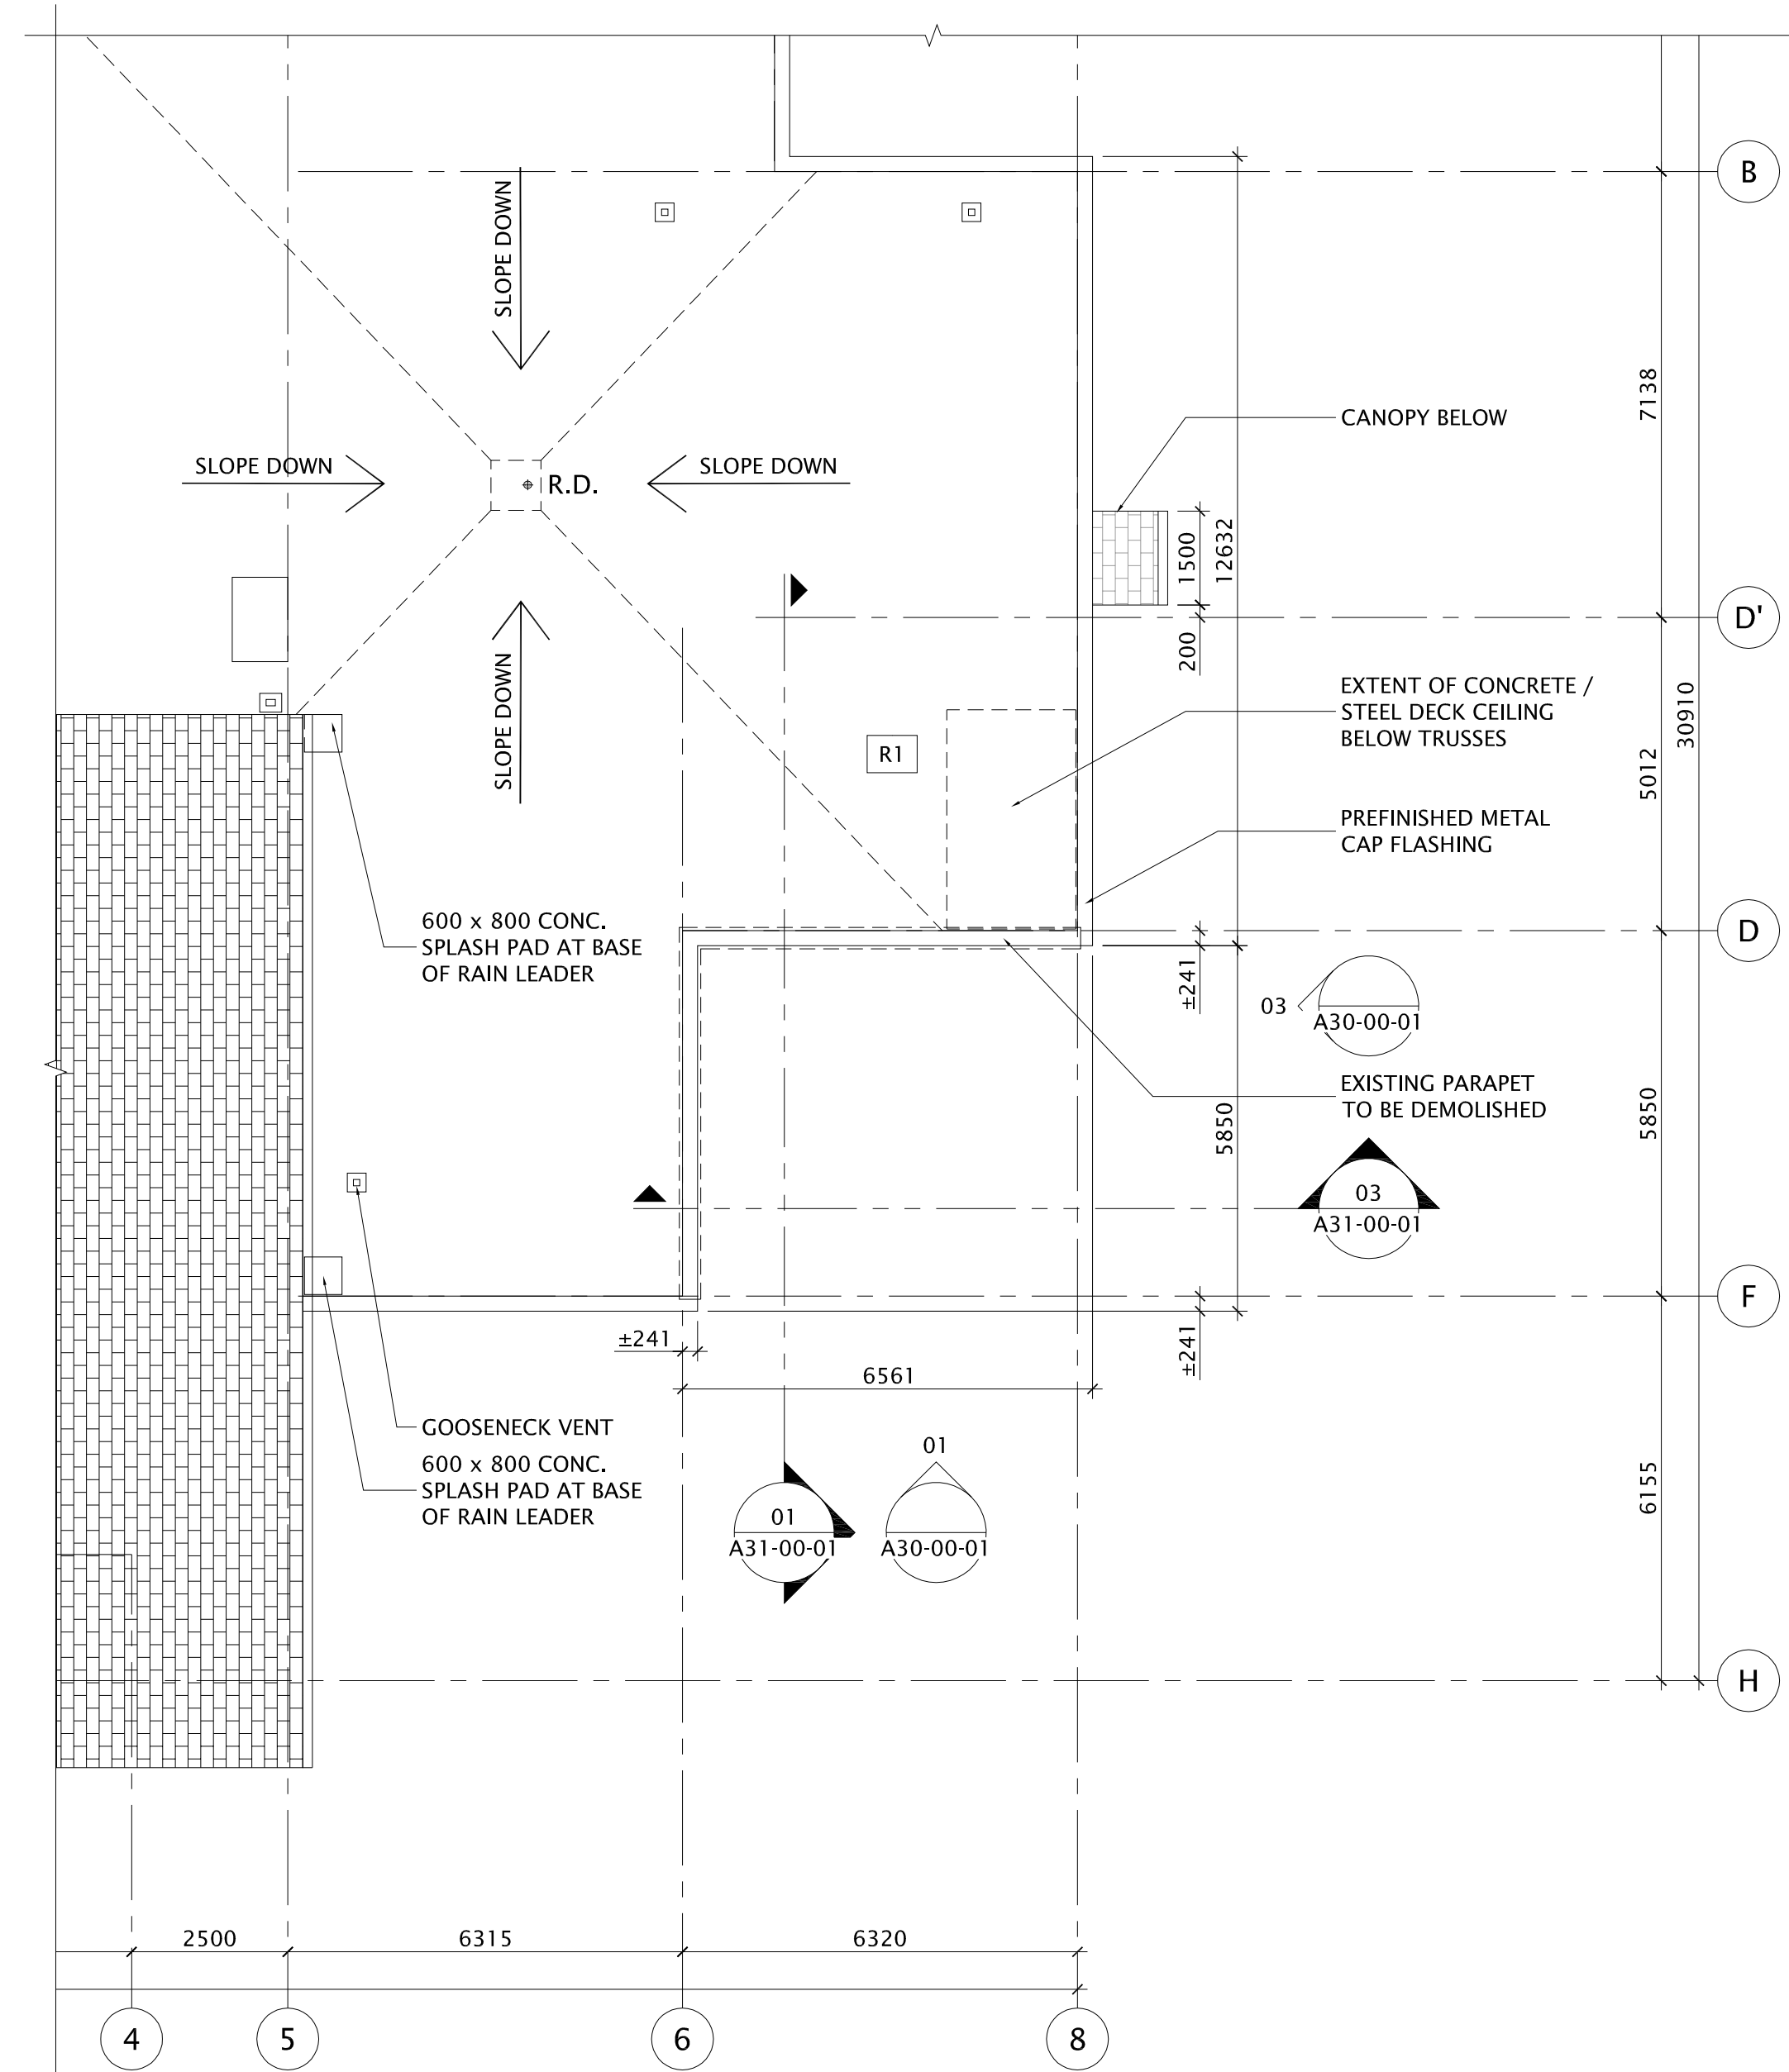 B
SLOPE DOWN
7138
CANOPY BELOW
SLOPE DOWN
SLOPE DOWN
R.D.
1500
12632
D'
200
SLOPE DOWN
EXTENT OF CONCRETE /
STEEL DECK CEILING
BELOW TRUSSES
30910
R1
5012
PREFINISHED METAL
CAP FLASHING
600 x 800 CONC.
SPLASH PAD AT BASE
OF RAIN LEADER
D
±241
03
A30-00-01
EXISTING PARAPET
TO BE DEMOLISHED
5850
5850
03
A31-00-01
F
±241
±241
6561
GOOSENECK VENT
600 x 800 CONC.
SPLASH PAD AT BASE
OF RAIN LEADER
01
A31-00-01
01
A30-00-01
6155
H
2500
6315
6320
4
5
6
8